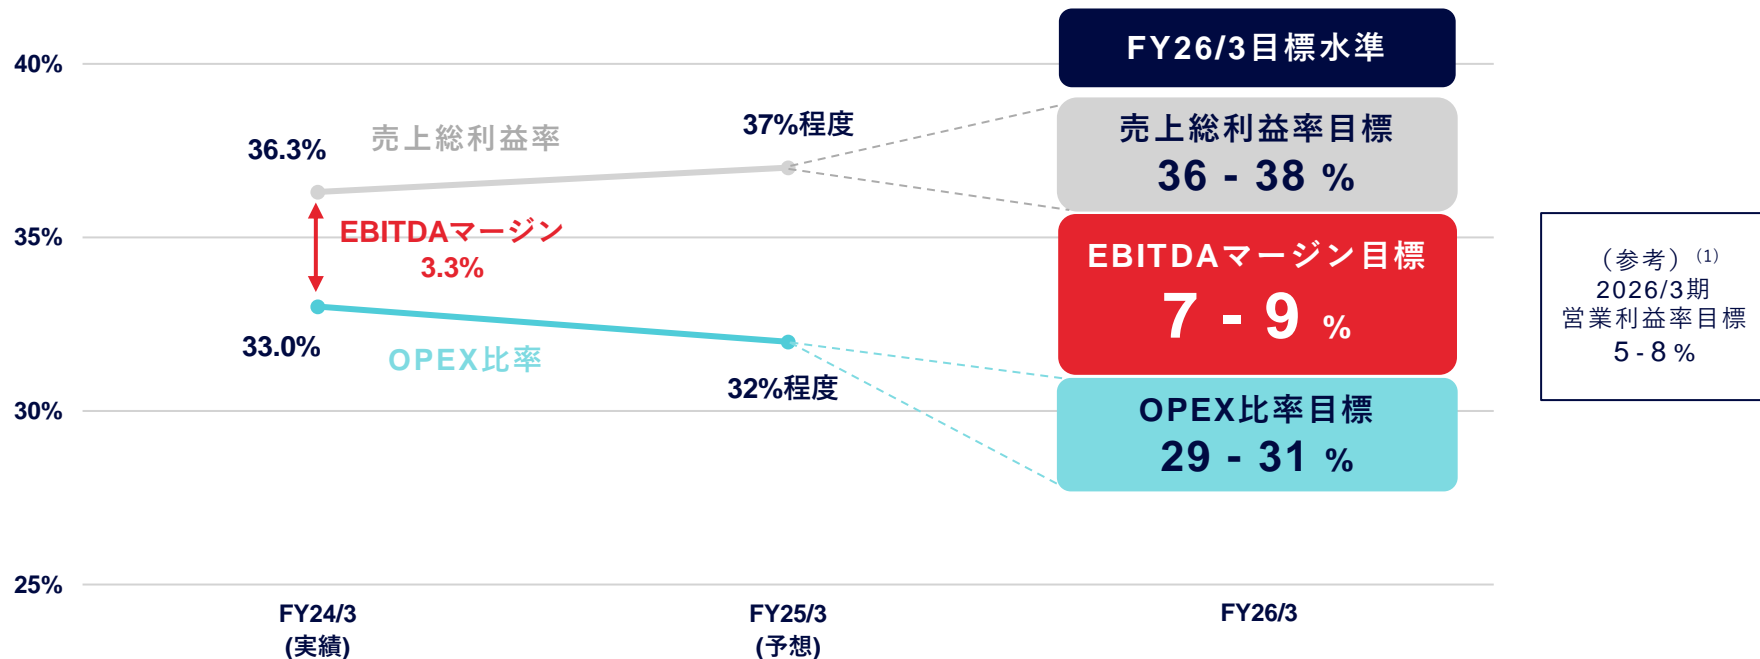 FY26/3目標水準
40%
売上総利益率目標
36 - 38 %
37%程度
売上総利益率
36.3%
EBITDAマージン
3.3%
35%
EBITDAマージン目標
7 - 9 %
（参考）(1)
2026/3期
営業利益率目標
5 - 8 %
33.0%
OPEX比率
32%程度
30%
OPEX比率目標
29 - 31 %
25%
FY24/3
(実績)
FY25/3
(予想)
FY26/3